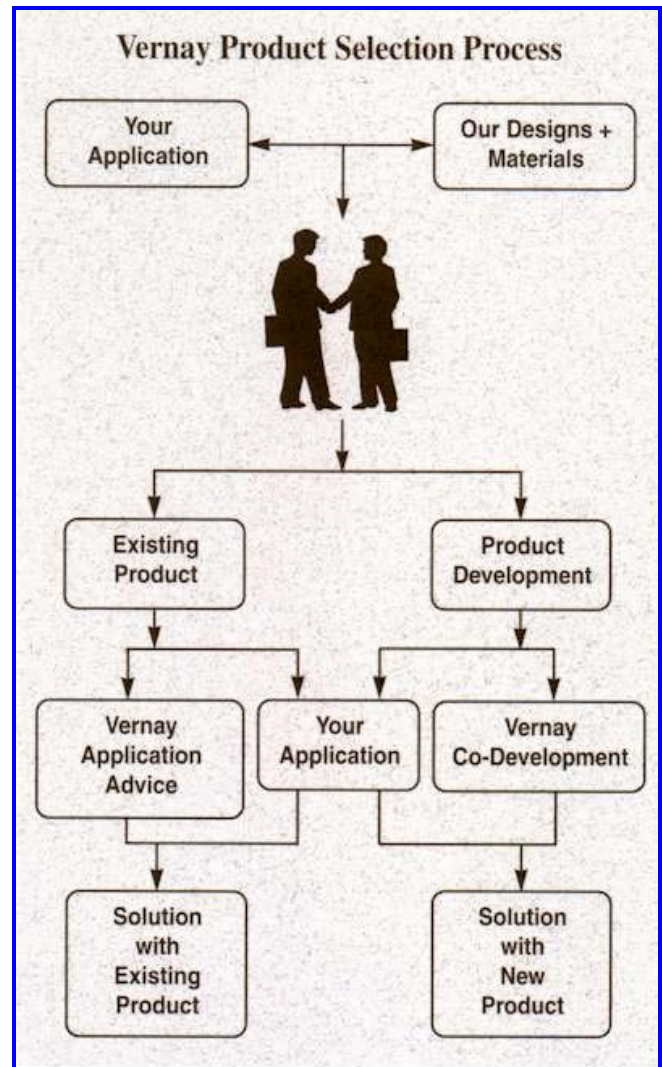 Vernay Product Selection Process
Your
Application
Our Designs +
Materials
Existing
Product
Product
Development
Vernay
Application
Advice
Your
Application
Vernay
Co-Development
Solution
with
Existing
Product
Solution
with
New
Product